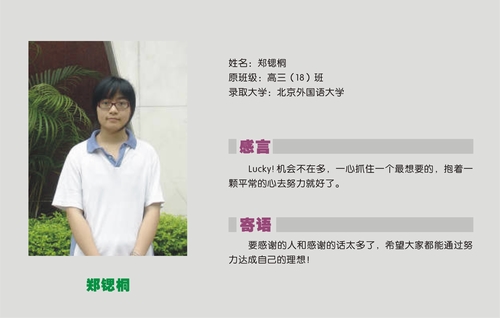 姓名：郑锶桐
原班级：高三（18）班
录取大学：北京外国语大学
感言
Lucky! 机会不在多，一心抓住一个最想要的，抱着一
颗平常的心去努力就好了。
寄语
要感谢的人和感谢的话太多了，希望大家都能通过努
力达成自己的理想！
郑锶桐